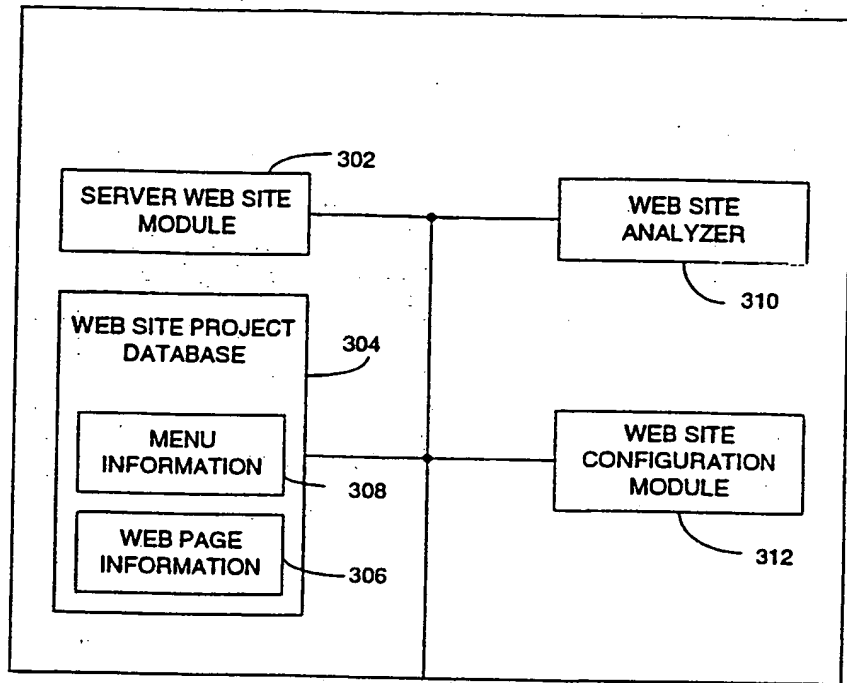 302
SERVER WEB SITE
MODULE
WEB SITE
ANALYZER
310
WEB SITE PROJECT
DATABASE
304
MENU
INFORMATION
308
WEB PAGE
INFORMATION
306
WEB SITE
CONFIGURATION
MODULE
312